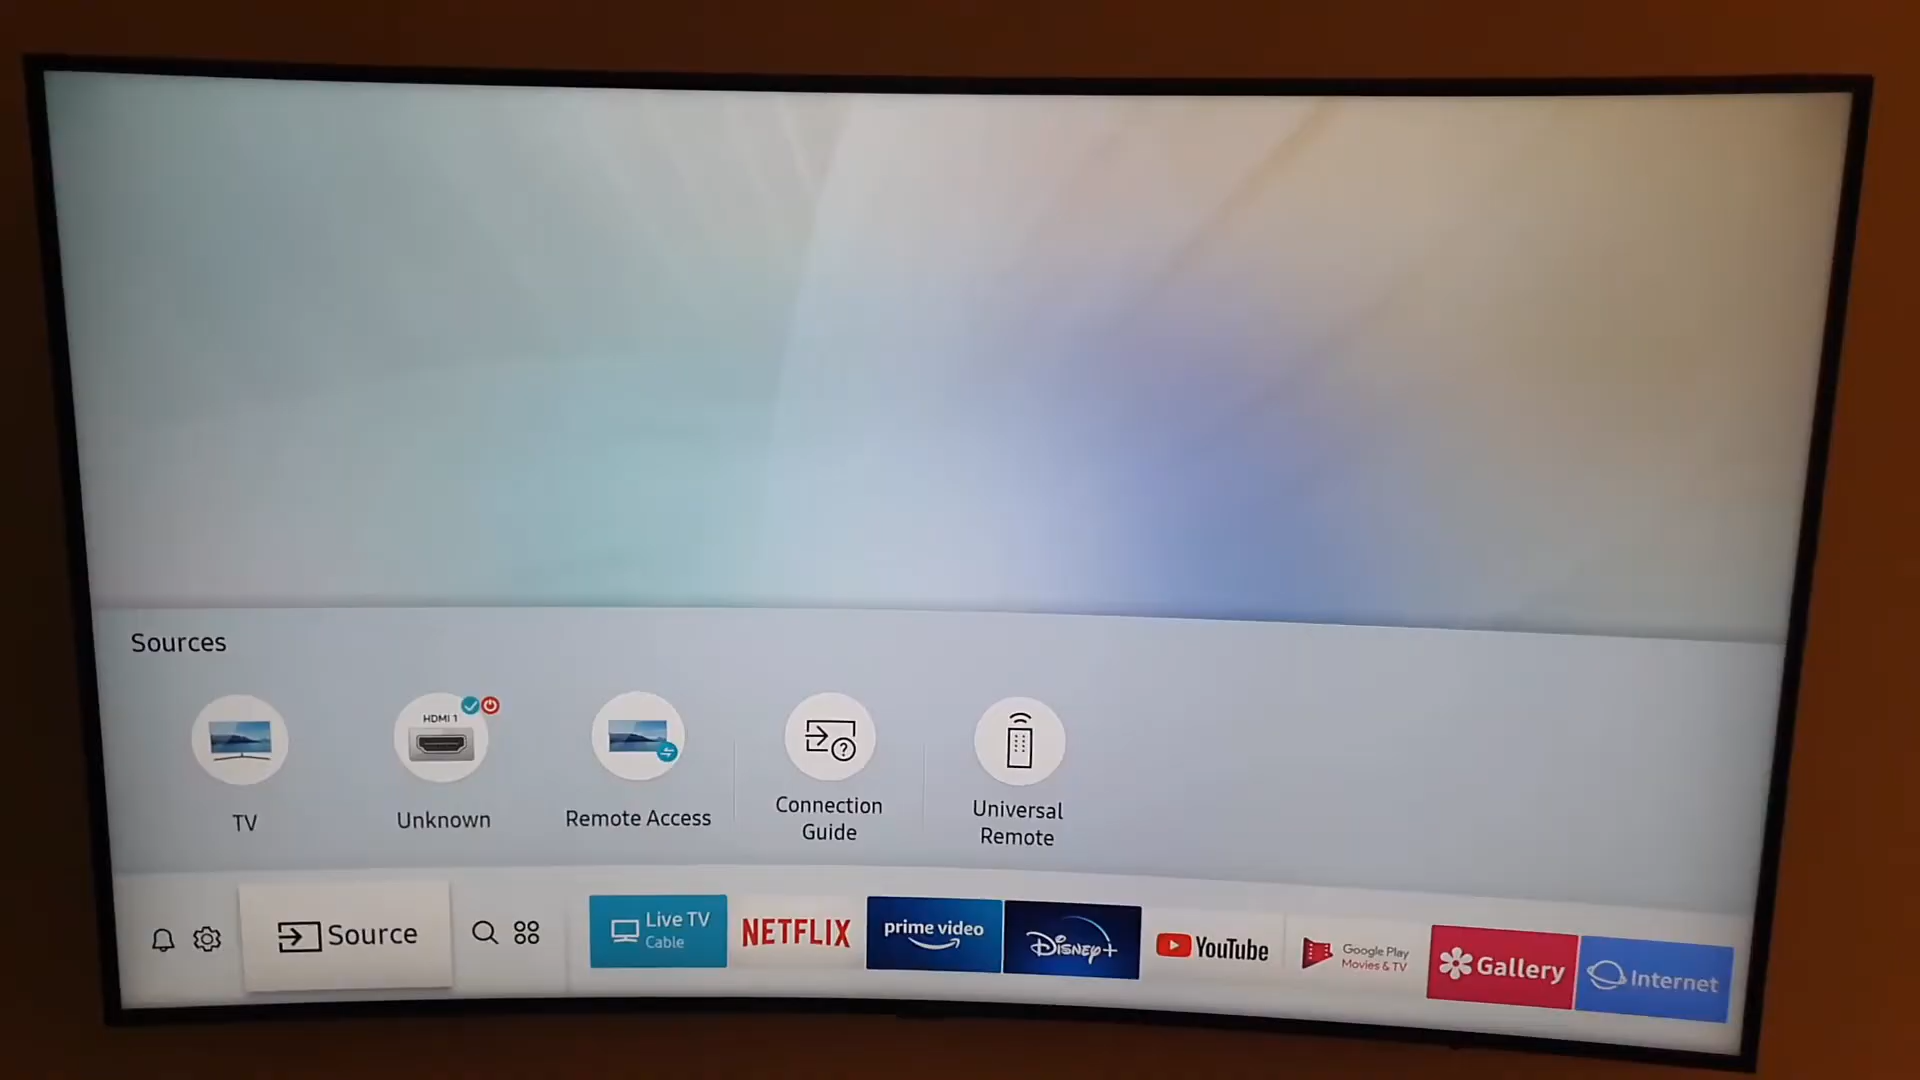 Sources
HDMI 1
TV
Unknown
Remote Access
Connection
Guide
Universal
Remote
Source
Live TV
Cable
NETFLIX
prime video
Disney+
YouTube
Google Play
Movies & TV
Gallery
Internet